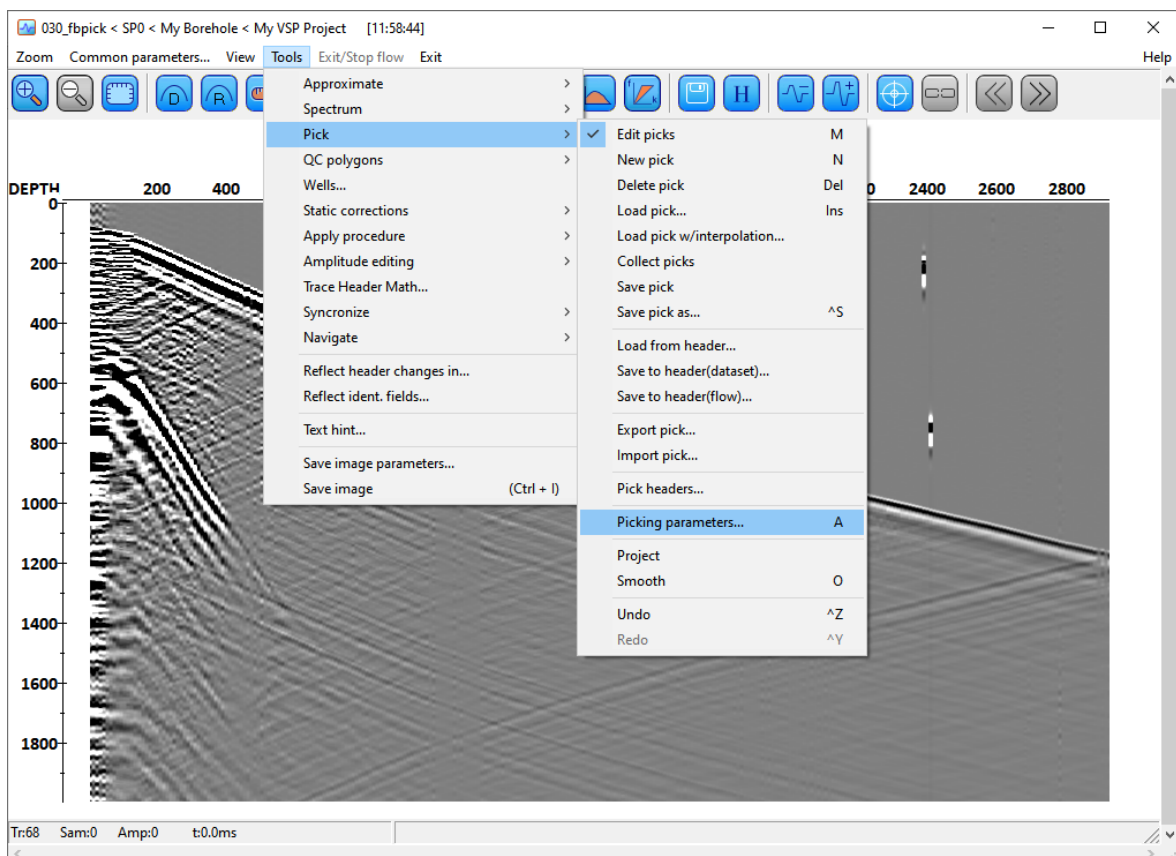 030_fbpick < SP0 < My Borehole < My VSP Project [11:58:44]
Zoom Common parameters... View Tools Exit/Stop flow Exit Help
D R H f k
Approximate
Spectrum
Pick
QC polygons
Wells...
Static corrections
Apply procedure
Amplitude editing
Trace Header Math...
Syncronize
Navigate
Reflect header changes in...
Reflect ident. fields...
Text hint...
Save image parameters...
Save image (Ctrl + I)
Edit picks M
New pick N
Delete pick Del
Load pick... Ins
Load pick w/interpolation...
Collect picks
Save pick
Save pick as... ^S
Load from header...
Save to header(dataset)...
Save to header(flow)...
Export pick...
Import pick...
Pick headers...
Picking parameters... A
Project
Smooth O
Undo ^Z
Redo ^Y
DEPTH 200 400 2400 2600 2800
0
200
400
600
800
1000
1200
1400
1600
1800
Tr:68 Sam:0 Amp:0 t:0.0ms